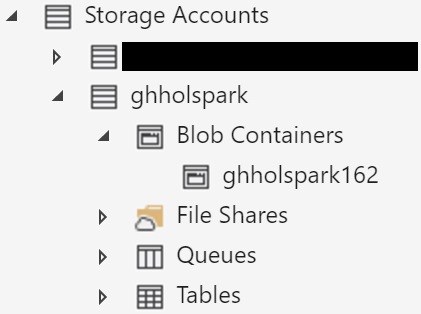 Storage Accounts
ghholspark
Blob Containers
ghholspark162
File Shares
Queues
Tables